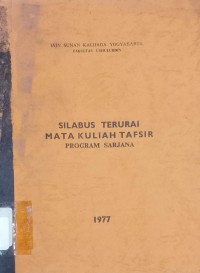 IAIN SUNAN KALIJAGA YOGYAKARTA
FAKULTAS USHULUDDIN
SILABUS TERURAI
MATA KULIAH TAFSIR
PROGRAM SARJANA
1977